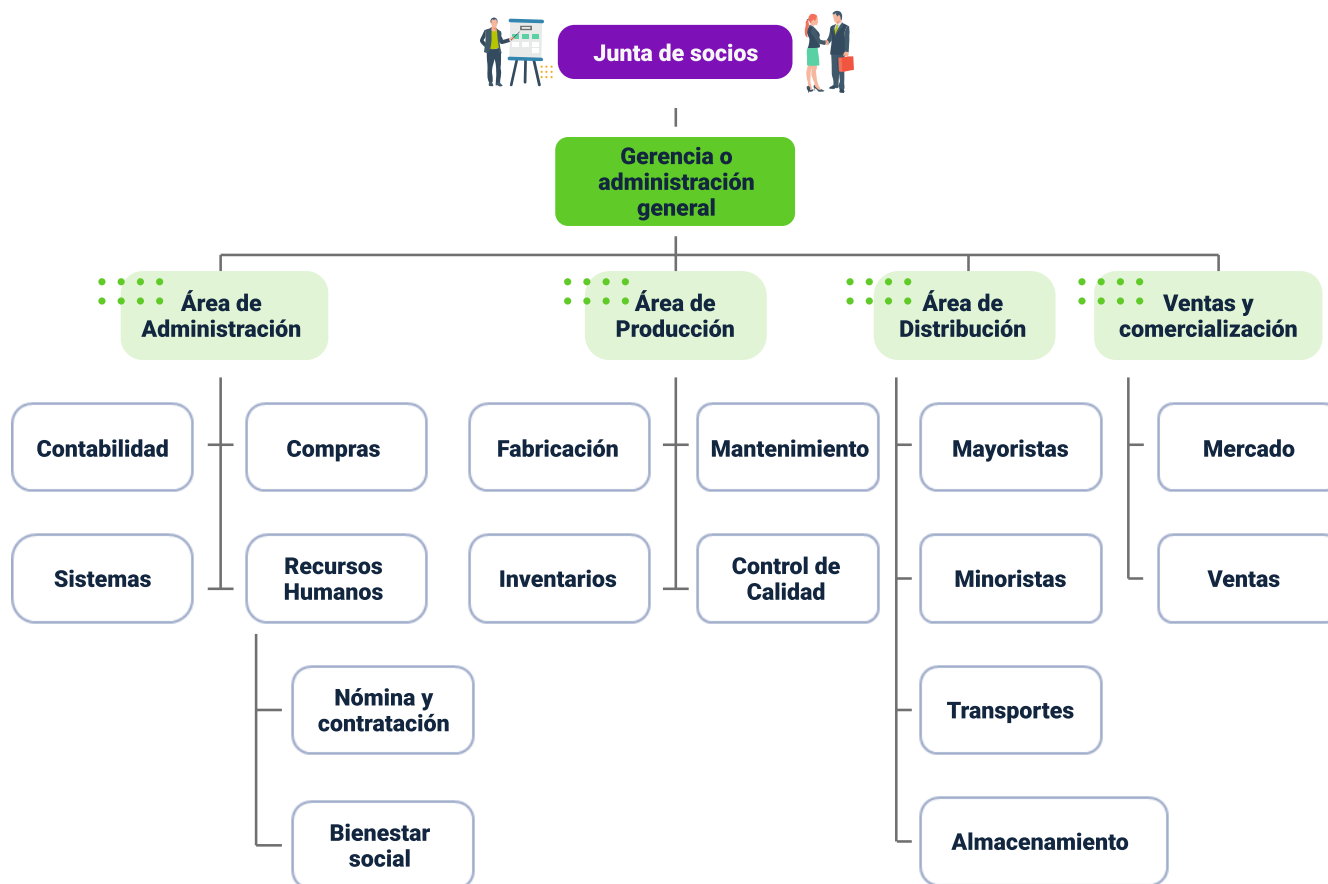 Junta de socios
Gerencia o
administración
general
Área de
Administración
Área de
Producción
Área de
Distribución
Ventas y
comercialización
Contabilidad
Compras
Fabricación
Mantenimiento
Mayoristas
Mercado
Sistemas
Recursos
Humanos
Inventarios
Control de
Calidad
Minoristas
Ventas
Nómina y
contratación
Transportes
Bienestar
social
Almacenamiento